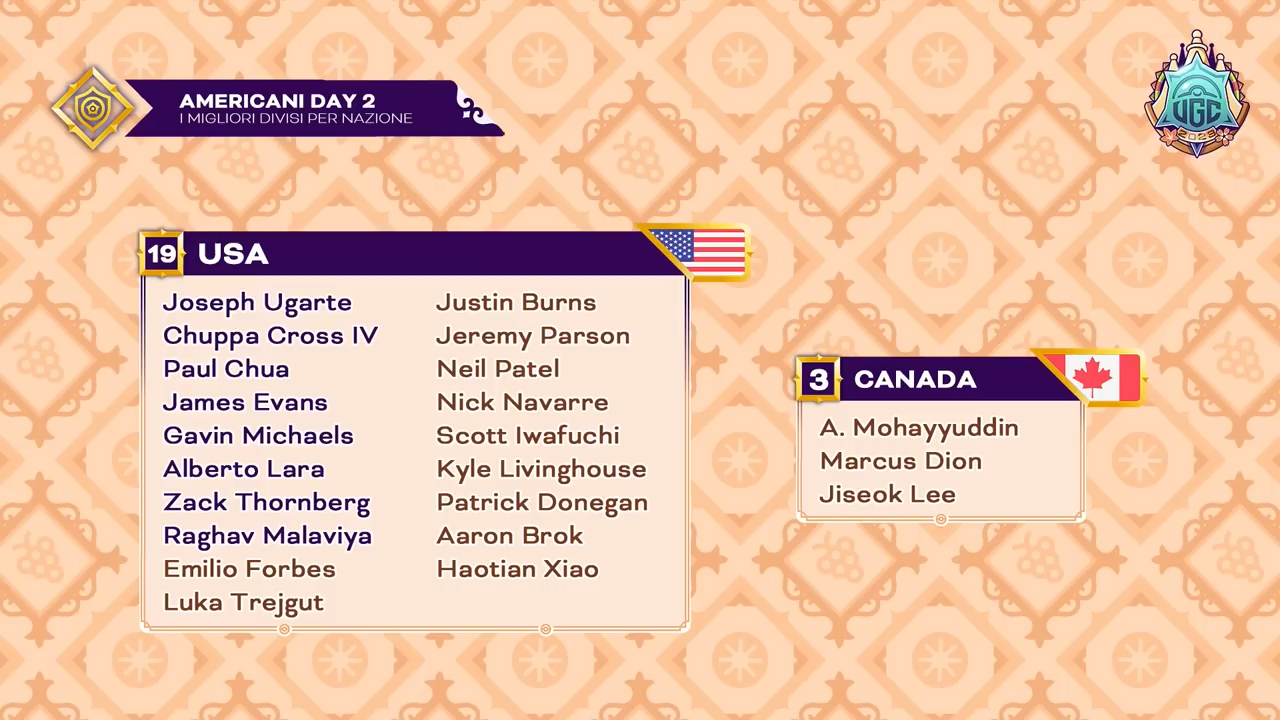 AMERICANI DAY 2
I MIGLIORI DIVISI PER NAZIONE
UGC
2023
19 USA
Joseph Ugarte
Chuppa Cross IV
Paul Chua
James Evans
Gavin Michaels
Alberto Lara
Zack Thornberg
Raghav Malaviya
Emilio Forbes
Luka Trejgut
Justin Burns
Jeremy Parson
Neil Patel
Nick Navarre
Scott Iwafuchi
Kyle Livinghouse
Patrick Donegan
Aaron Brok
Haotian Xiao
3 CANADA
A. Mohayyuddin
Marcus Dion
Jiseok Lee